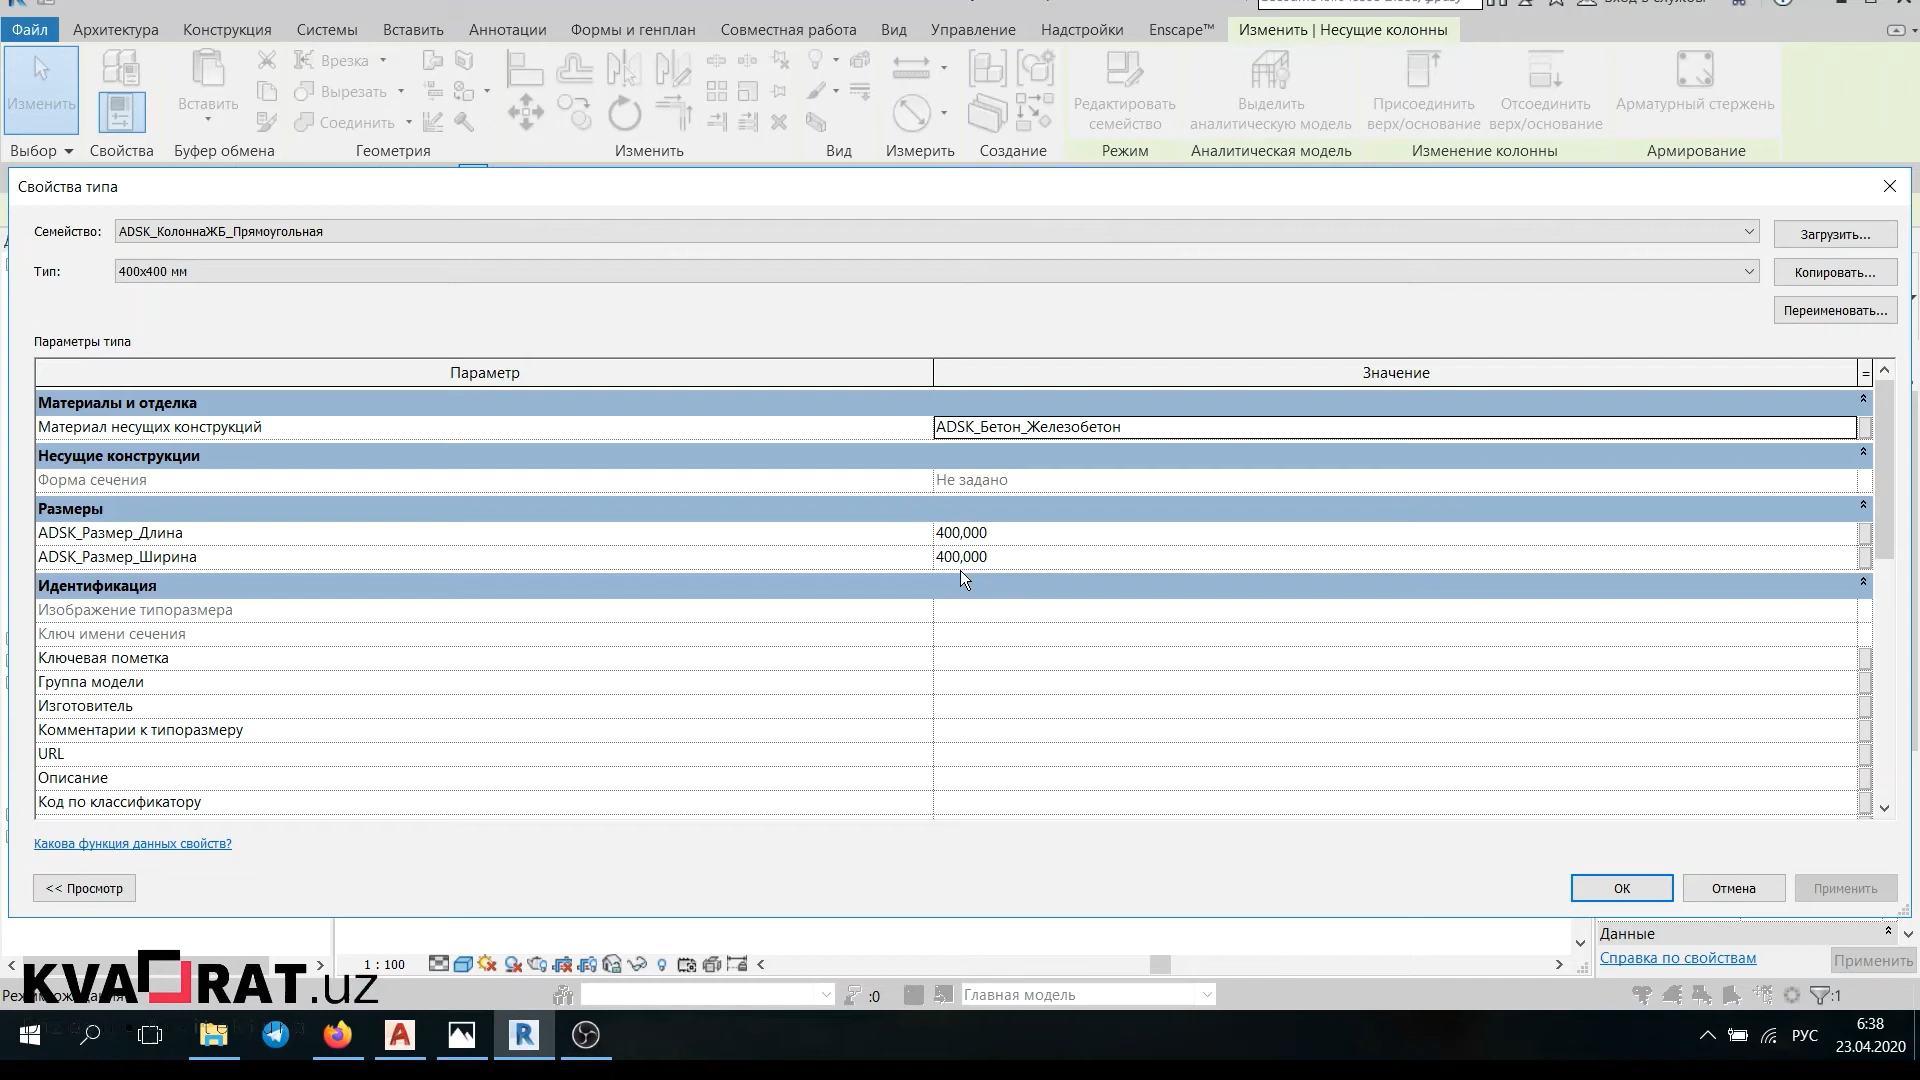 Файл Архитектура Конструкция Системы Вставить Аннотации Формы и генплан Совместная работа Вид Управление Надстройки Enscape™ Изменить | Несущие колонны
Изменить Вставить Врезка Вырезать Соединить
Редактировать семейство
Выделить аналитическую модель
Присоединить верх/основание
Отсоединить верх/основание
Арматурный стержень
Выбор Свойства Буфер обмена Геометрия Изменить Вид Измерить Создание Режим Аналитическая модель Изменение колонны Армирование
Свойства типа
Семейство: ADSK_КолоннаЖБ_Прямоугольная Загрузить...
Тип: 400х400 мм Копировать...
Переименовать...
Параметры типа
Параметр Значение =
Материалы и отделка
Материал несущих конструкций ADSK_Бетон_Железобетон
Несущие конструкции
Форма сечения Не задано
Размеры
ADSK_Размер_Длина 400,000
ADSK_Размер_Ширина 400,000
Идентификация
Изображение типоразмера
Ключ имени сечения
Ключевая пометка
Группа модели
Изготовитель
Комментарии к типоразмеру
URL
Описание
Код по классификатору
Какова функция данных свойств?
<< Просмотр ОК Отмена Применить
Данные
1 : 100 Справка по свойствам Применить
KVADRAT.uz
:0 Главная модель :1
РУС 6:38
23.04.2020